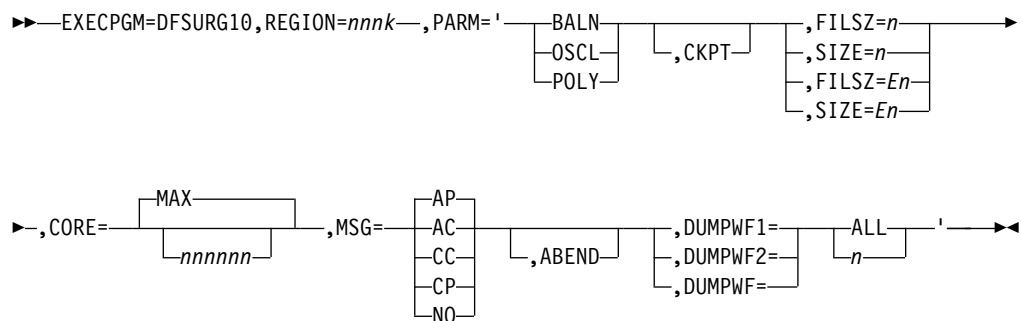 EXECPGM=DFSURG10,REGION=nnnk ,PARM=' BALN ,CKPT ,FILSZ=n
OSCL ,SIZE=n
POLY ,FILSZ=En
,SIZE=En
MAX AP
,CORE= nnnnnn ,MSG= AC ,ABEND ,DUMPWF1= ALL '
CC ,DUMPWF2= n
CP ,DUMPWF=
NO